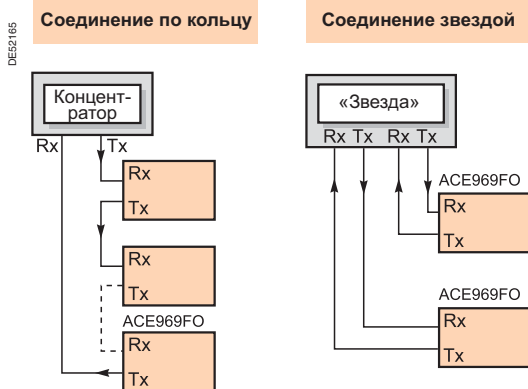 DE52165
Соединение по кольцу
Концент-
ратор
Rx Tx
Rx
Tx
Rx
Tx
ACE969FO
Rx
Tx
Соединение звездой
«Звезда»
Rx Tx Rx Tx
ACE969FO
Rx
Tx
ACE969FO
Rx
Tx